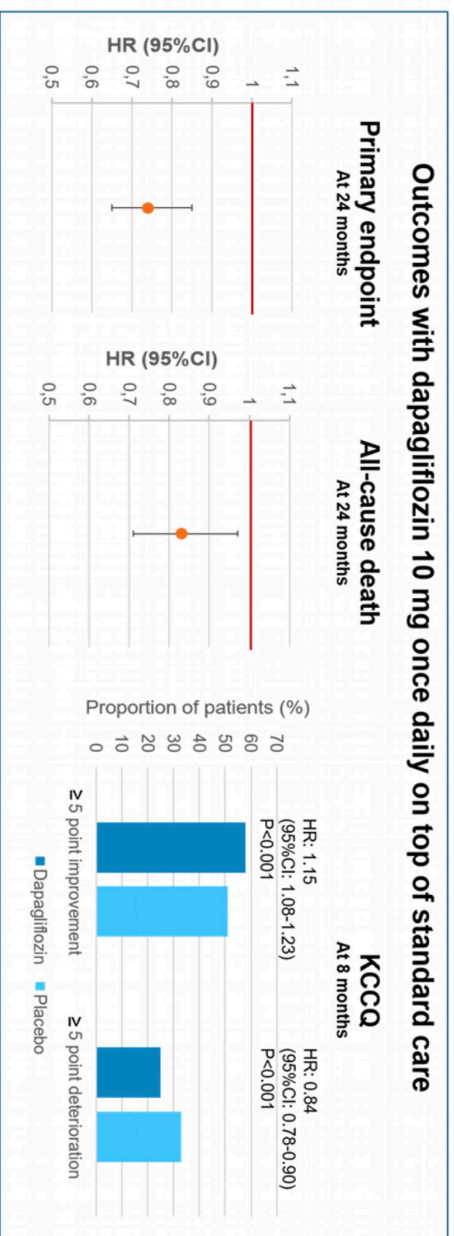 Outcomes with dapagliflozin 10 mg once daily on top of standard care
Primary endpoint
At 24 months
HR (95%CI)
1,1
1
0,9
0,8
0,7
0,6
0,5
All-cause death
At 24 months
HR (95%CI)
1,1
1
0,9
0,8
0,7
0,6
0,5
KCCQ
At 8 months
Proportion of patients (%)
70
60
50
40
30
20
10
0
HR: 1.15
(95%CI: 1.08-1.23)
P<0.001
HR: 0.84
(95%CI: 0.78-0.90)
P<0.001
≥ 5 point improvement
≥ 5 point deterioration
Dapagliflozin
Placebo